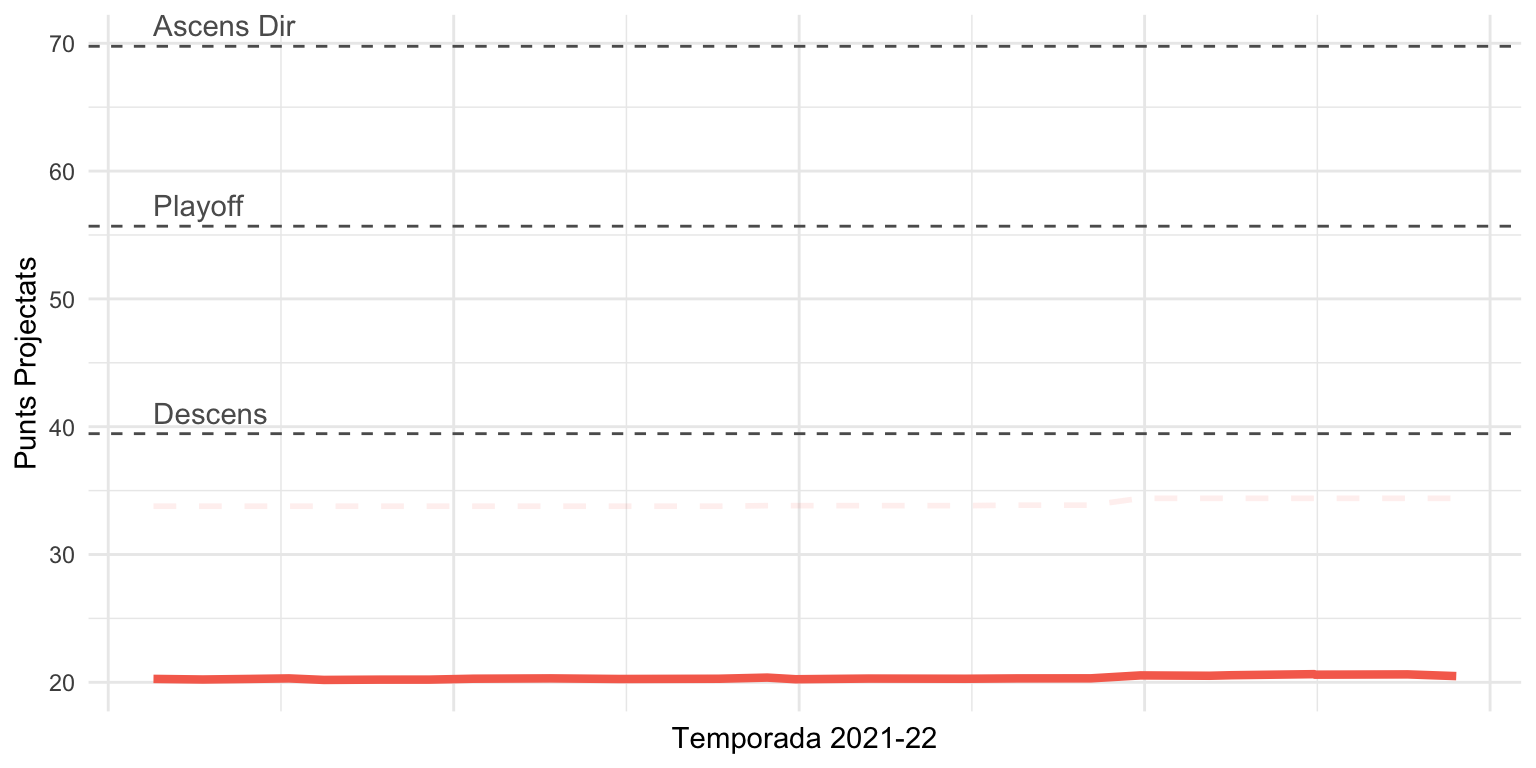 Ascens Dir
70
60
Playoff
50
Punts Projectats
40
Descens
30
20
Temporada 2021-22